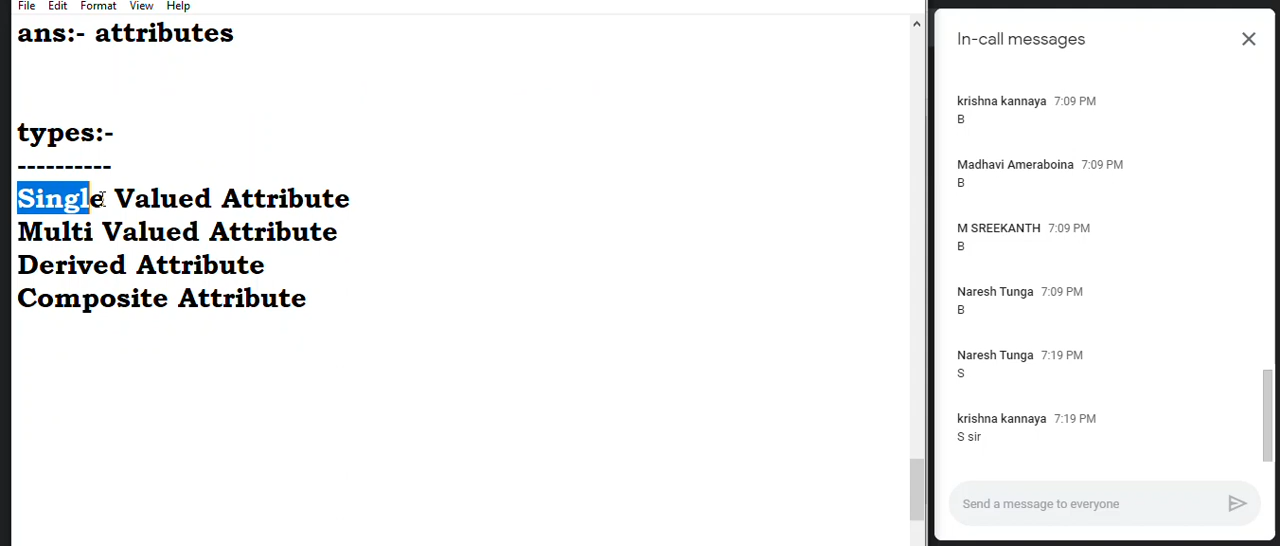 File Edit Format View Help
ans:- attributes
types:-
----------
Single Valued Attribute
Multi Valued Attribute
Derived Attribute
Composite Attribute
In-call messages
krishna kannaya 7:09 PM
B
Madhavi Ameraboina 7:09 PM
B
M SREEKANTH 7:09 PM
B
Naresh Tunga 7:09 PM
B
Naresh Tunga 7:19 PM
S
krishna kannaya 7:19 PM
S sir
Send a message to everyone